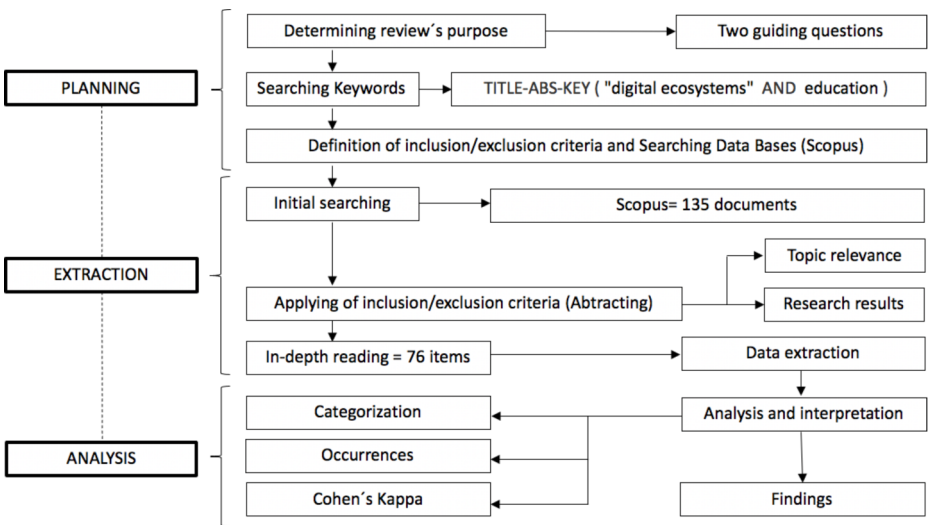 Determining review´s purpose
Two guiding questions
PLANNING
Searching Keywords
TITLE-ABS-KEY ( "digital ecosystems" AND education )
Definition of inclusion/exclusion criteria and Searching Data Bases (Scopus)
Initial searching
Scopus= 135 documents
EXTRACTION
Topic relevance
Applying of inclusion/exclusion criteria (Abtracting)
Research results
In-depth reading = 76 items
Data extraction
Categorization
Analysis and interpretation
ANALYSIS
Occurrences
Cohen´s Kappa
Findings